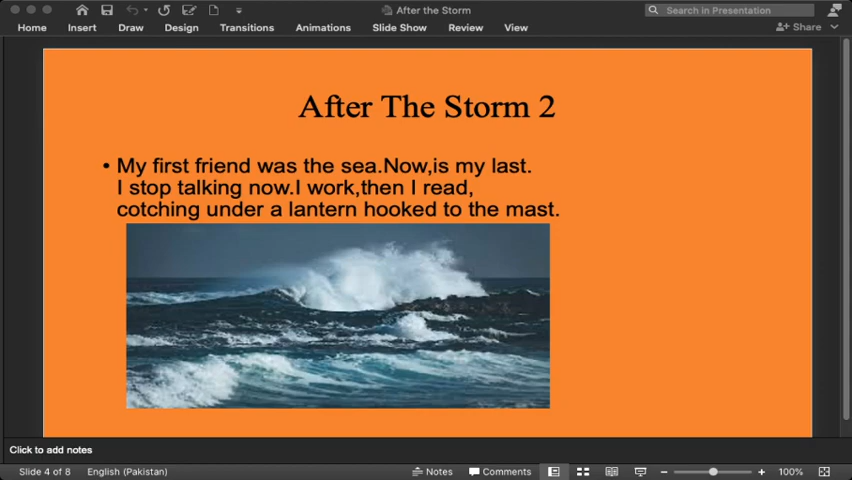 After the Storm
Search in Presentation
Home Insert Draw Design Transitions Animations Slide Show Review View Share
After The Storm 2
• My first friend was the sea.Now,is my last.
I stop talking now.I work,then I read,
cotching under a lantern hooked to the mast.
Click to add notes
Slide 4 of 8 English (Pakistan) Notes Comments 100%